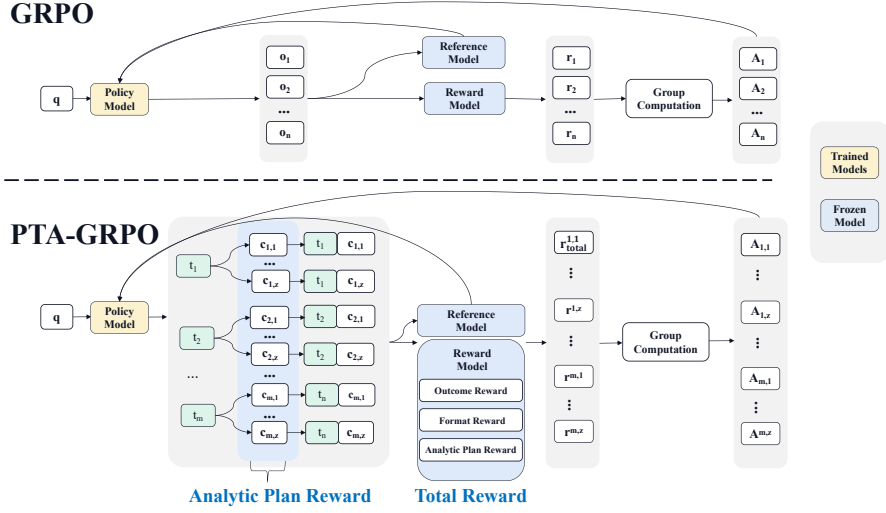 GRPO
q
Policy
Model
o1
o2
...
on
Reference
Model
Reward Model
r1
r2
...
rn
Group
Computation
A1
A2
...
An
Trained
Models
Frozen
Model
PTA-GRPO
q
Policy
Model
t1
t2
...
tm
c1,1
...
c1,z
c2,1
c2,z
...
cm,1
...
cm,z
t1 c1,1
t1 c1,z
t2 c2,1
t2 c2,z
tn cm,1
tn cm,z
Reference
Model
Reward
Model
Outcome Reward
Format Reward
Analytic Plan Reward
r1,1total
⋮
r1,z
⋮
rm,1
⋮
rm,z
Group
Computation
A1,1
⋮
A1,z
⋮
Am,1
⋮
Am,z
Analytic Plan Reward
Total Reward